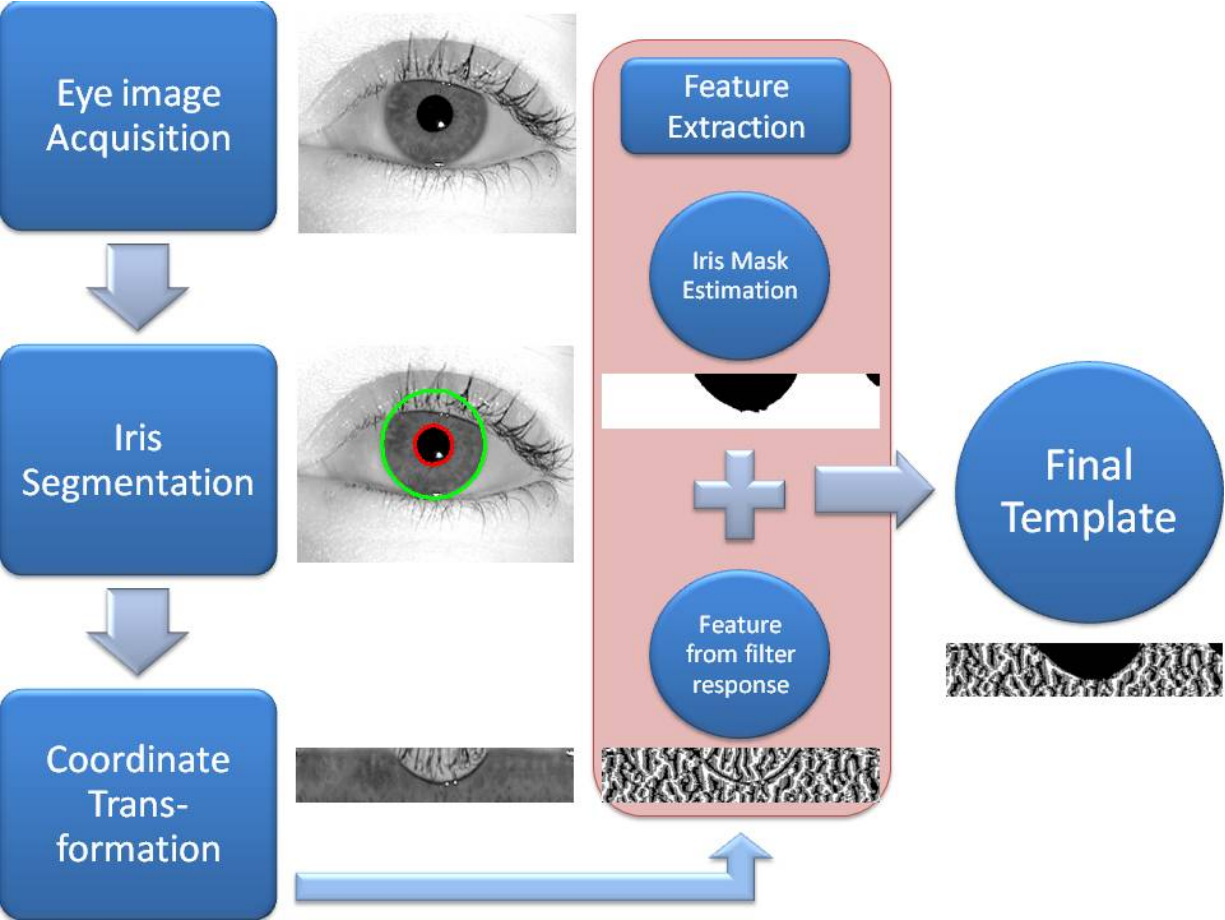 Eye image
Acquisition
Iris
Segmentation
Coordinate
Trans-
formation
Feature
Extraction
Iris Mask
Estimation
Feature
from filter
response
Final
Template